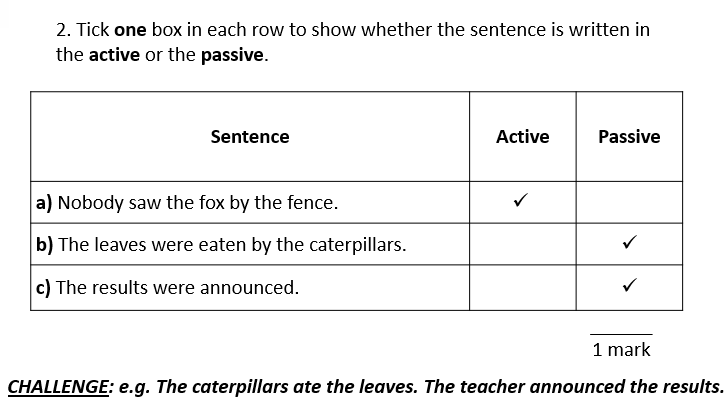 2. Tick one box in each row to show whether the sentence is written in
the active or the passive.
Sentence Active Passive
a) Nobody saw the fox by the fence. ✓
b) The leaves were eaten by the caterpillars. ✓
c) The results were announced. ✓
1 mark
CHALLENGE: e.g. The caterpillars ate the leaves. The teacher announced the results.